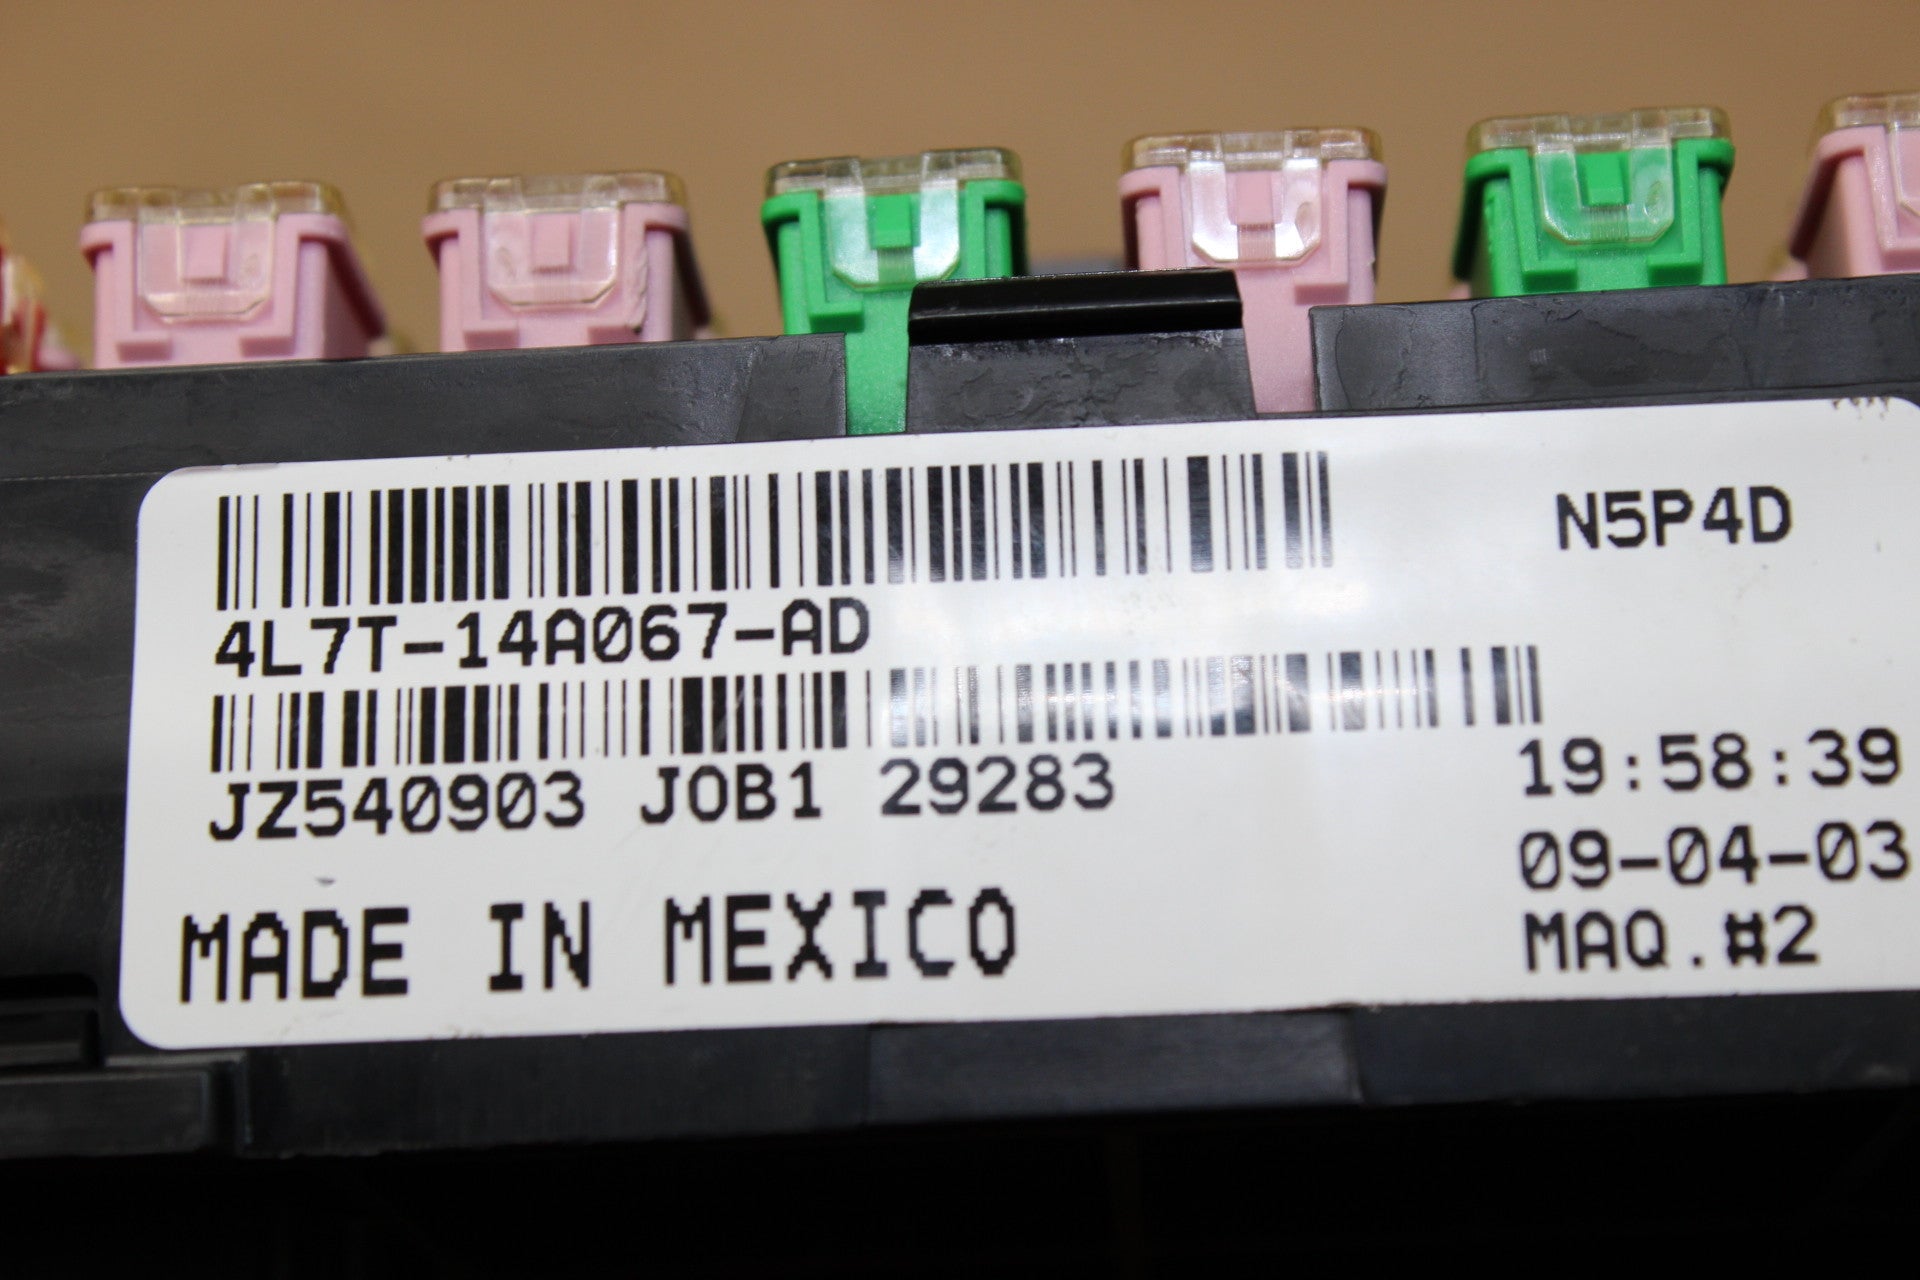 N5P4D
4L7T-14A067-AD
JZ540903 JOB1 29283
19:58:39
09-04-03
MADE IN MEXICO
MAQ.#2